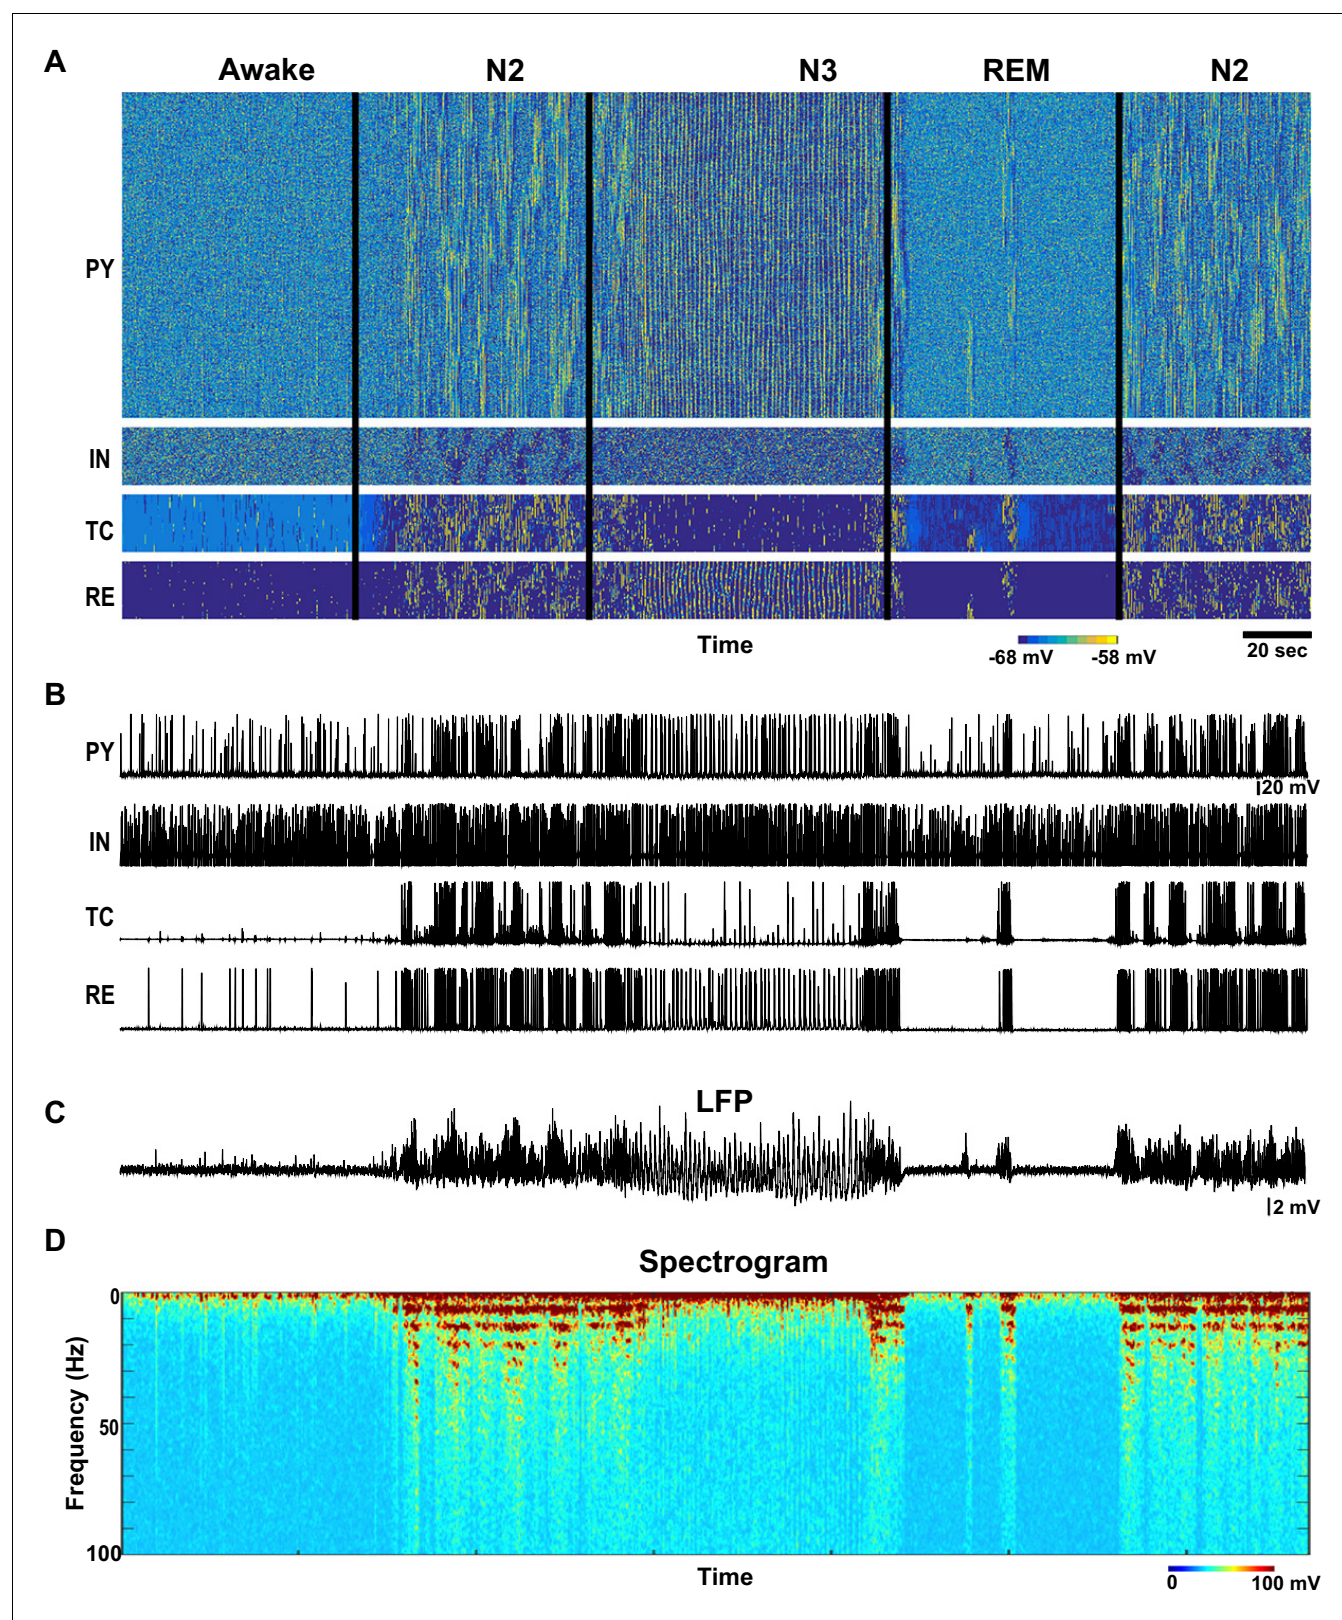 A
Awake N2 N3 REM N2
PY
IN
TC
RE
Time
-68 mV -58 mV
20 sec
B
PY
20 mV
IN
TC
RE
C
LFP
2 mV
D
Spectrogram
0
50
100
Frequency (Hz)
Time
0 100 mV